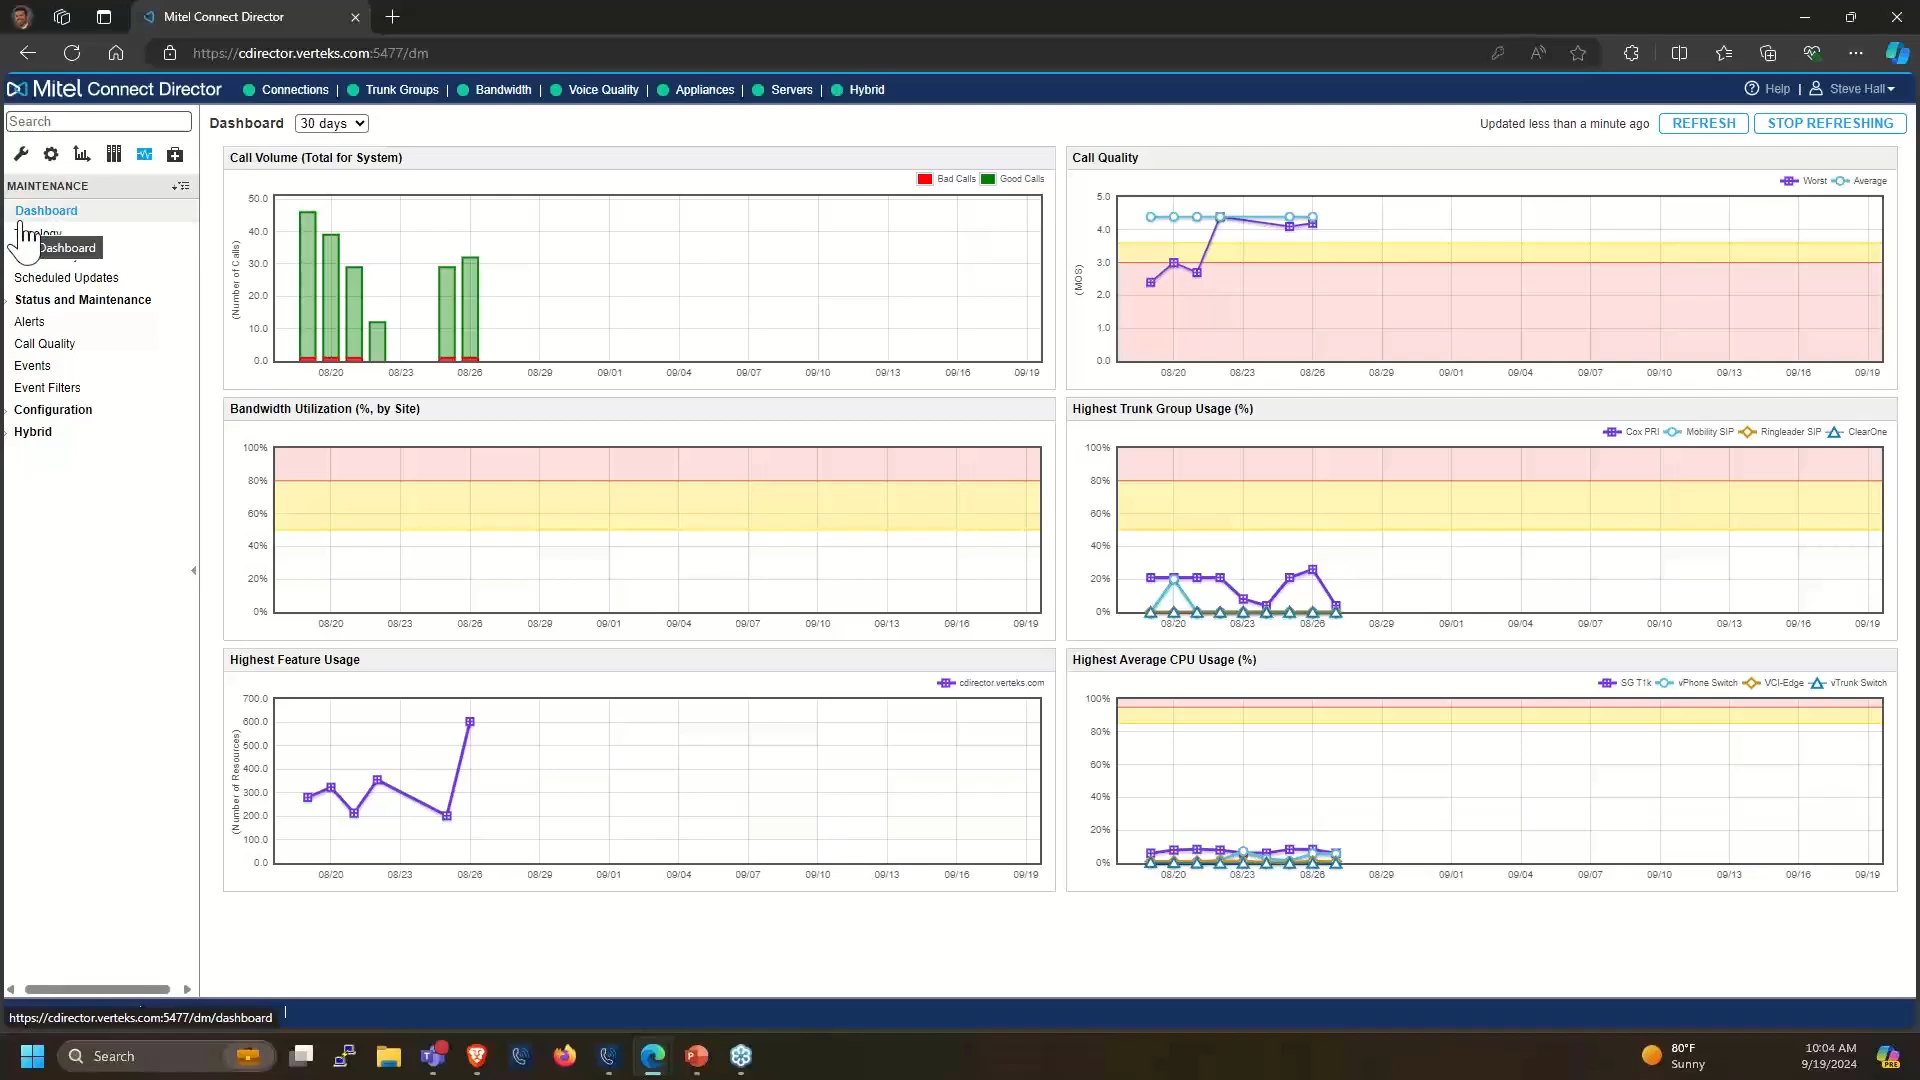 Mitel Connect Director
https://cdirector.verteks.com:5477/dm
Mitel Connect Director
Connections | Trunk Groups | Bandwidth | Voice Quality | Appliances | Servers | Hybrid
Help | Steve Hall
Search
Dashboard 30 days
Updated less than a minute ago REFRESH STOP REFRESHING
MAINTENANCE
Dashboard
Dashboard
Scheduled Updates
Status and Maintenance
Alerts
Call Quality
Events
Event Filters
Configuration
Hybrid
Call Volume (Total for System)
Bad Calls Good Calls
(Number of Calls)
50.0
40.0
30.0
20.0
10.0
0.0
08/20 08/23 08/26 08/29 09/01 09/04 09/07 09/10 09/13 09/16 09/19
Call Quality
Worst Average
(MOS)
5.0
4.0
3.0
2.0
1.0
0.0
08/20 08/23 08/26 08/29 09/01 09/04 09/07 09/10 09/13 09/16 09/19
Bandwidth Utilization (%, by Site)
100%
80%
60%
40%
20%
0%
08/20 08/23 08/26 08/29 09/01 09/04 09/07 09/10 09/13 09/16 09/19
Highest Trunk Group Usage (%)
Cox PRI Mobility SIP Ringleader SIP ClearOne
100%
80%
60%
40%
20%
0%
08/20 08/23 08/26 08/29 09/01 09/04 09/07 09/10 09/13 09/16 09/19
Highest Feature Usage
cdirector.verteks.com
(Number of Resources)
700.0
600.0
500.0
400.0
300.0
200.0
100.0
0.0
08/20 08/23 08/26 08/29 09/01 09/04 09/07 09/10 09/13 09/16 09/19
Highest Average CPU Usage (%)
SG T1k vPhone Switch VCI-Edge vTrunk Switch
100%
80%
60%
40%
20%
0%
08/20 08/23 08/26 08/29 09/01 09/04 09/07 09/10 09/13 09/16 09/19
https://cdirector.verteks.com:5477/dm/dashboard
Search
80°F
Sunny
10:04 AM
9/19/2024
PRE